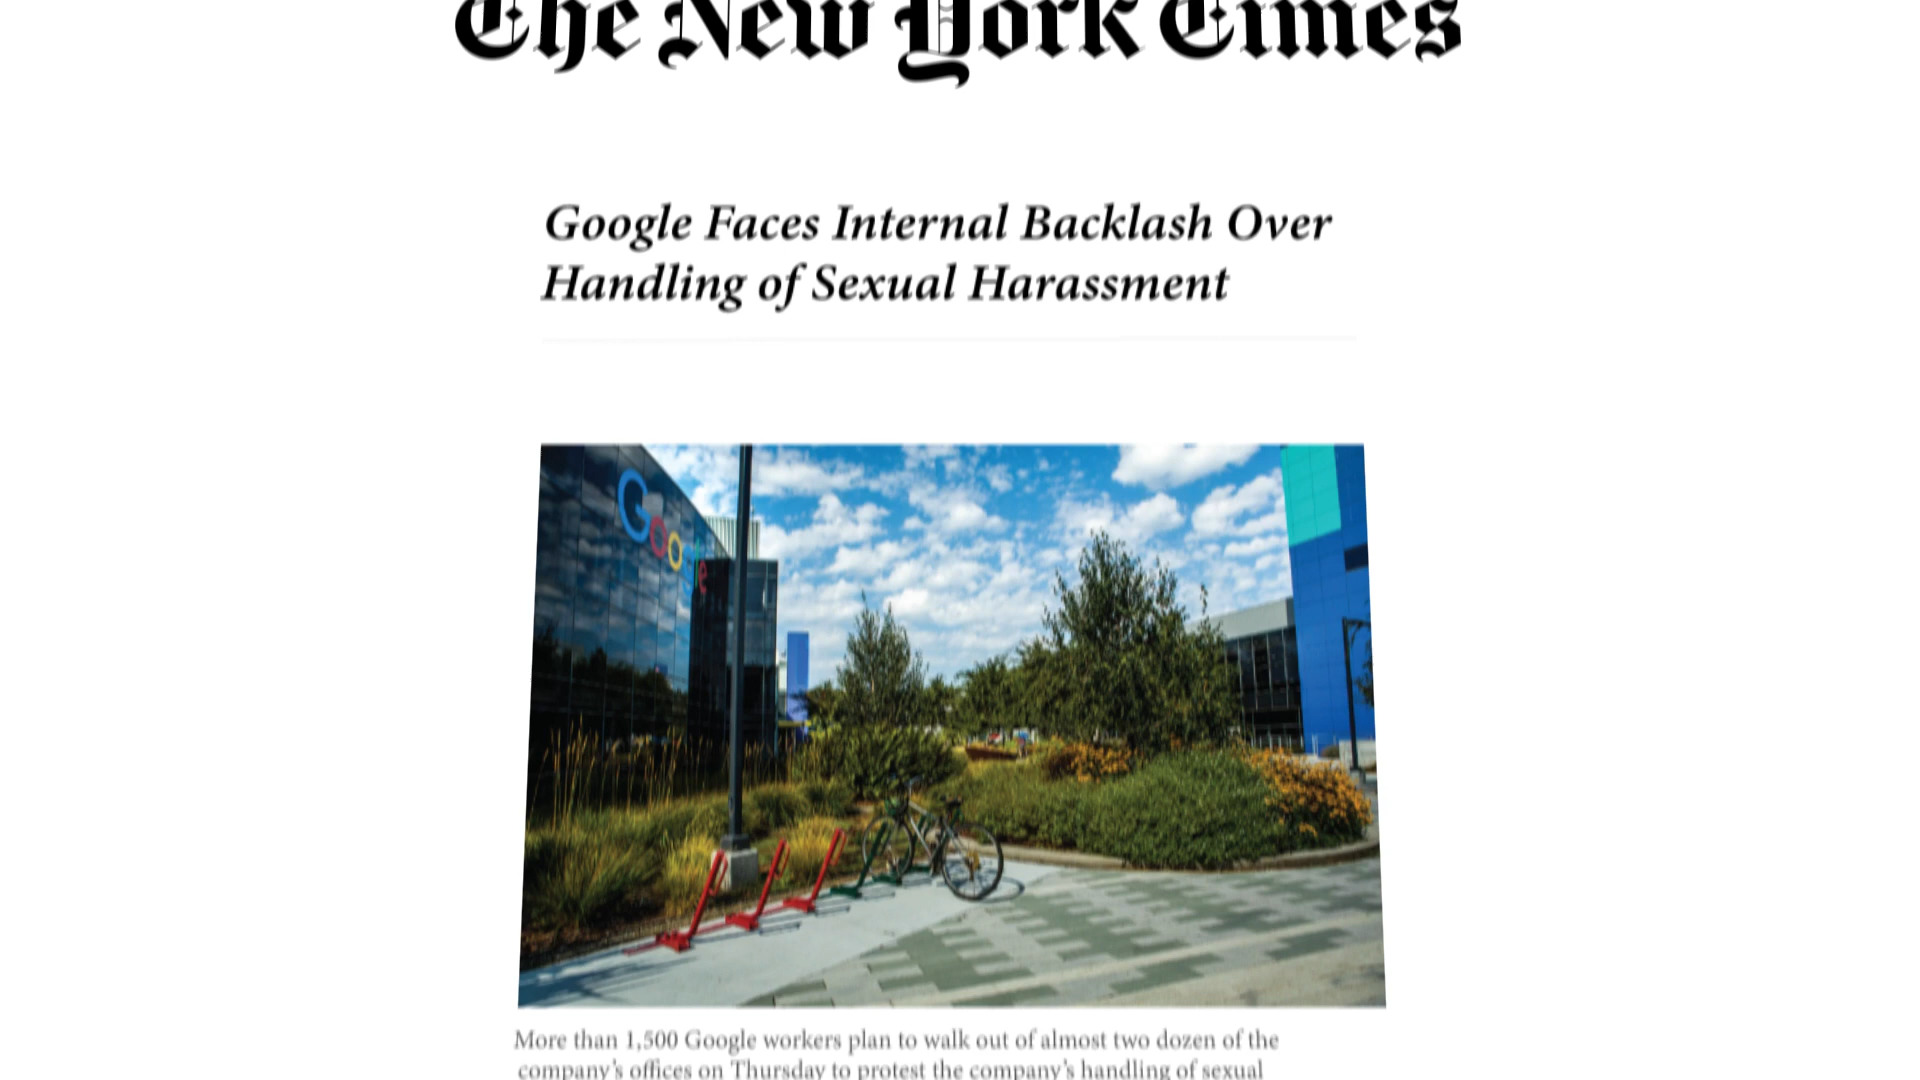 The New York Times
Google Faces Internal Backlash Over
Handling of Sexual Harassment
Google
More than 1,500 Google workers plan to walk out of almost two dozen of the
company's offices on Thursday to protest the company's handling of sexual